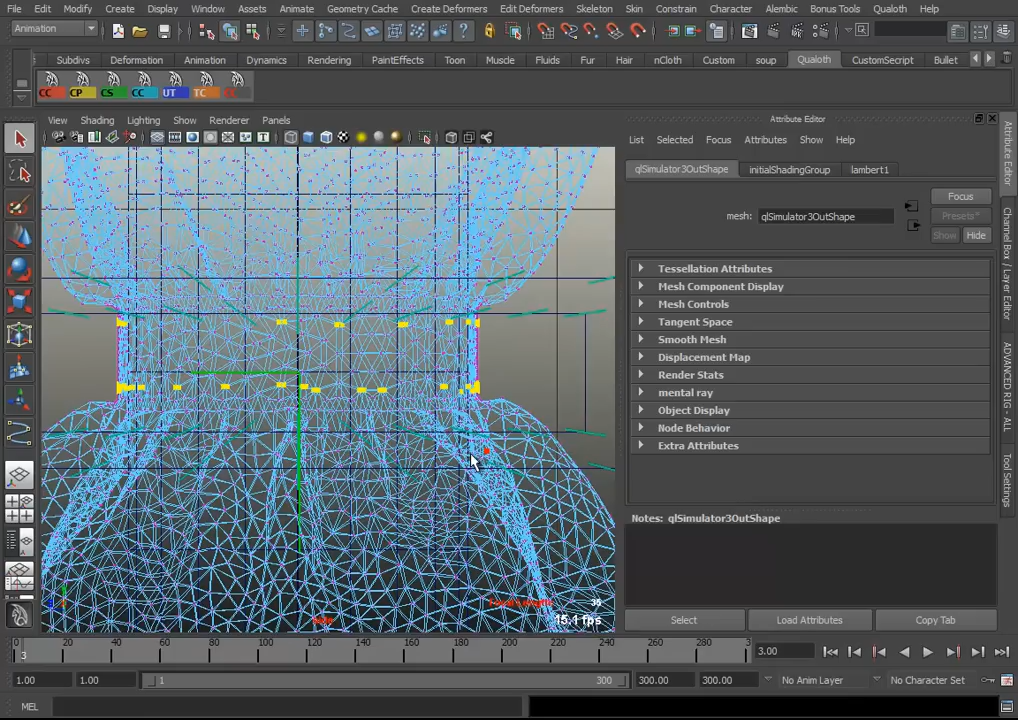 File Edit Modify Create Display Window Assets Animate Geometry Cache Create Deformers Edit Deformers Skeleton Skin Constrain Character Alembic Bonus Tools Qualoth Help
Animation
Subdivs Deformation Animation Dynamics Rendering PaintEffects Toon Muscle Fluids Fur Hair nCloth Custom soup Qualoth CustomScript Bullet
CC CP CS CC UT TC CC
View Shading Lighting Show Renderer Panels
Attribute Editor
List Selected Focus Attributes Show Help
qlSimulator3OutShape initialShadingGroup lambert1
Focus
mesh: qlSimulator3OutShape
Presets*
Show Hide
Tessellation Attributes
Mesh Component Display
Mesh Controls
Tangent Space
Smooth Mesh
Displacement Map
Render Stats
mental ray
Object Display
Node Behavior
Extra Attributes
Notes: qlSimulator3OutShape
Select Load Attributes Copy Tab
Attribute Editor
Channel Box / Layer Editor
ADVANCED RIG - ALL
Tool Settings
35
15.1 fps
0 20 40 60 80 100 120 140 160 180 200 220 240 260 280 3
3
3.00
1.00 1.00 1 300 300.00 300.00 No Anim Layer No Character Set
MEL